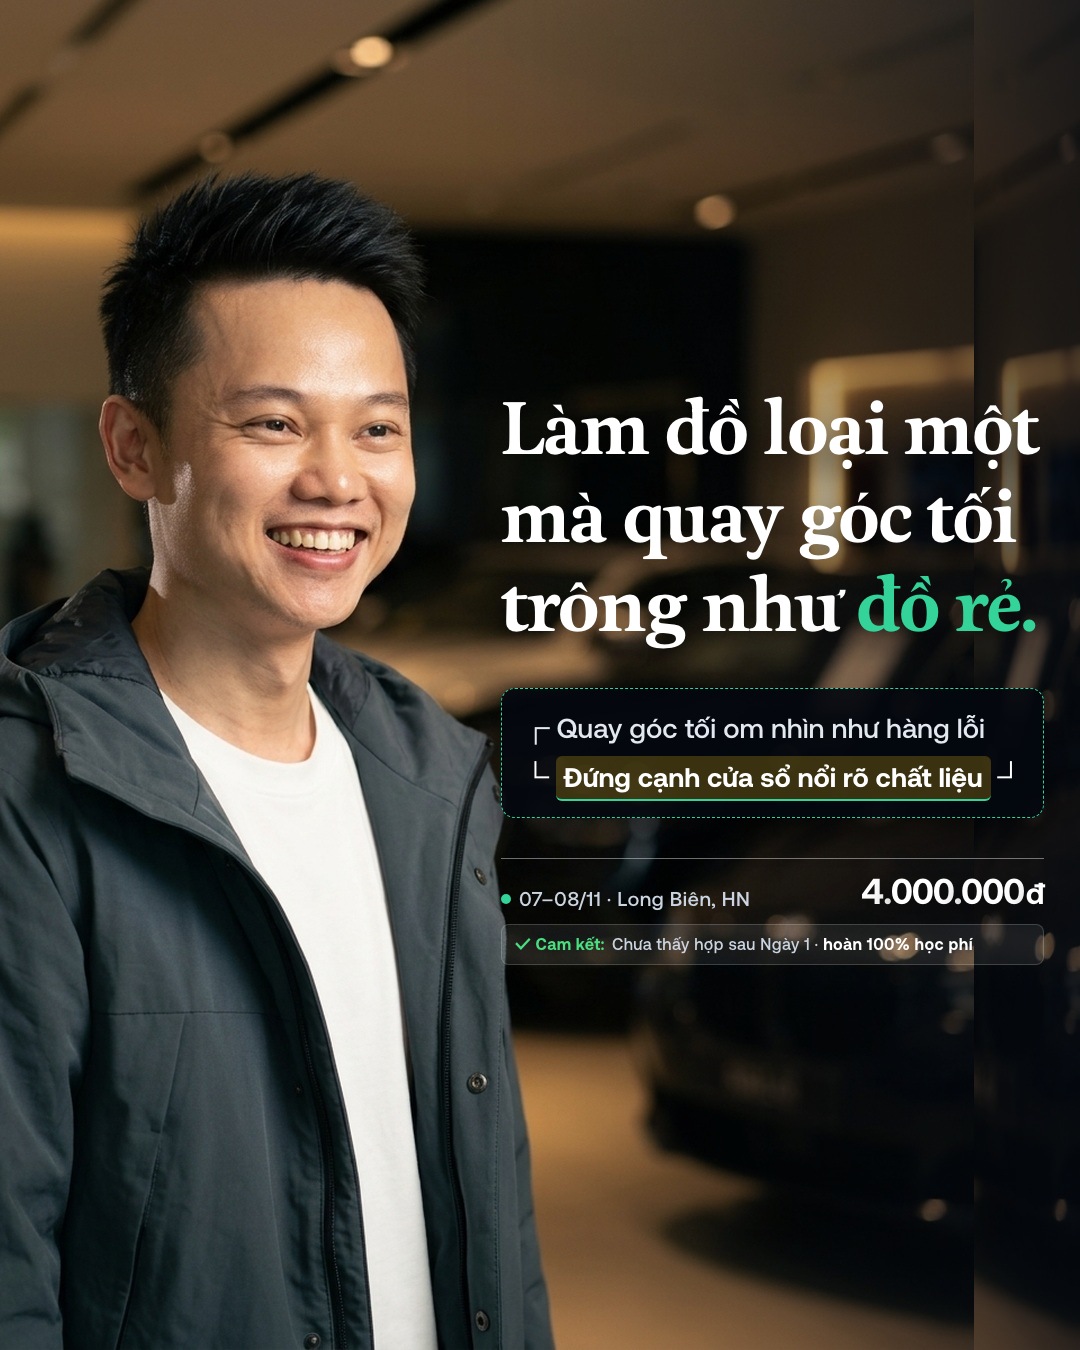 Làm đồ loại một
mà quay góc tối
trông như đồ rẻ.
Quay góc tối om nhìn như hàng lỗi
Đứng cạnh cửa sổ nổi rõ chất liệu
07–08/11 · Long Biên, HN
4.000.000đ
✓ Cam kết: Chưa thấy hợp sau Ngày 1 · hoàn 100% học phí